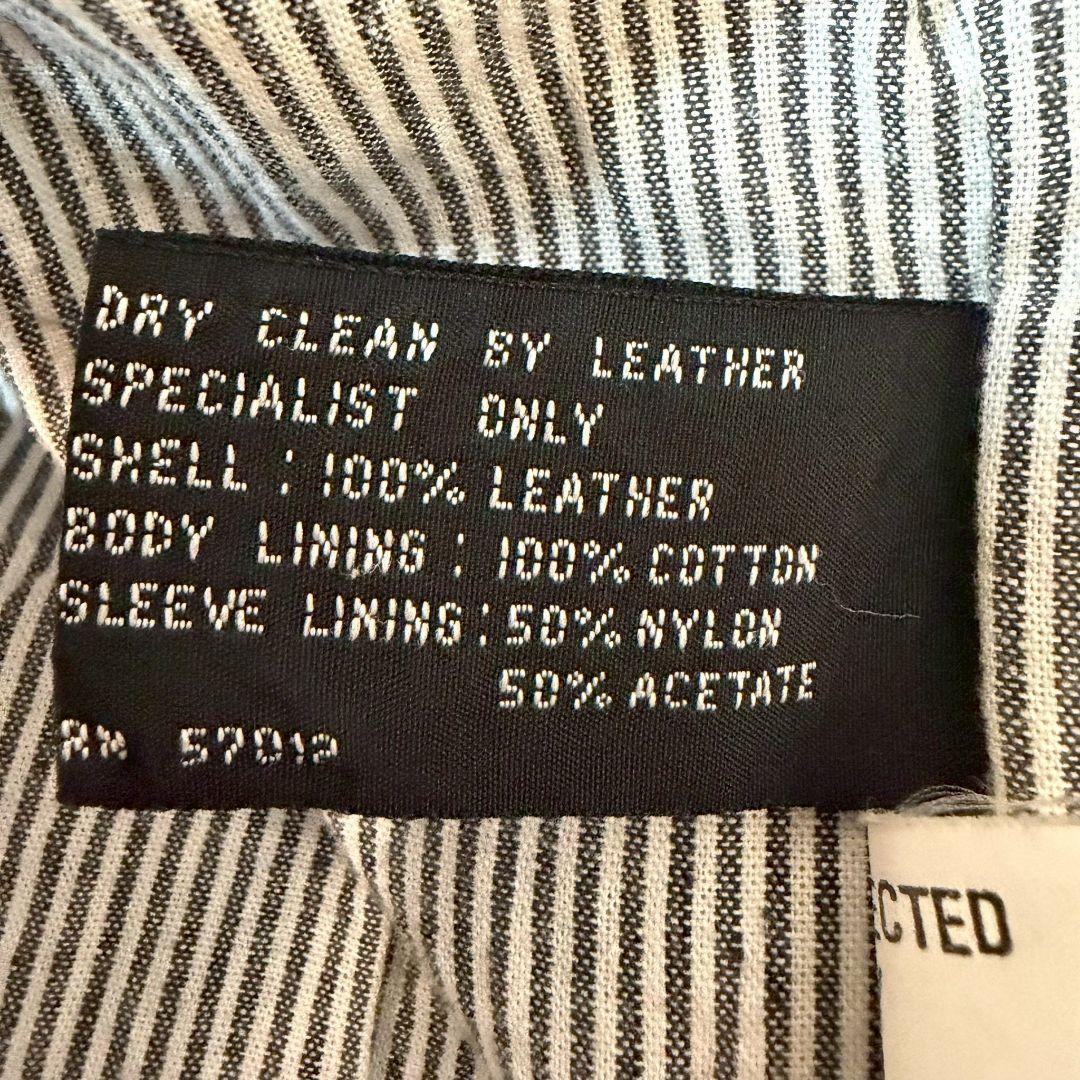 DRY CLEAN BY LEATHER
SPECIALIST ONLY
SHELL : 100% LEATHER
BODY LINING : 100% COTTON
SLEEVE LINING : 50% NYLON
50% ACETATE
RN 57012
ECTED